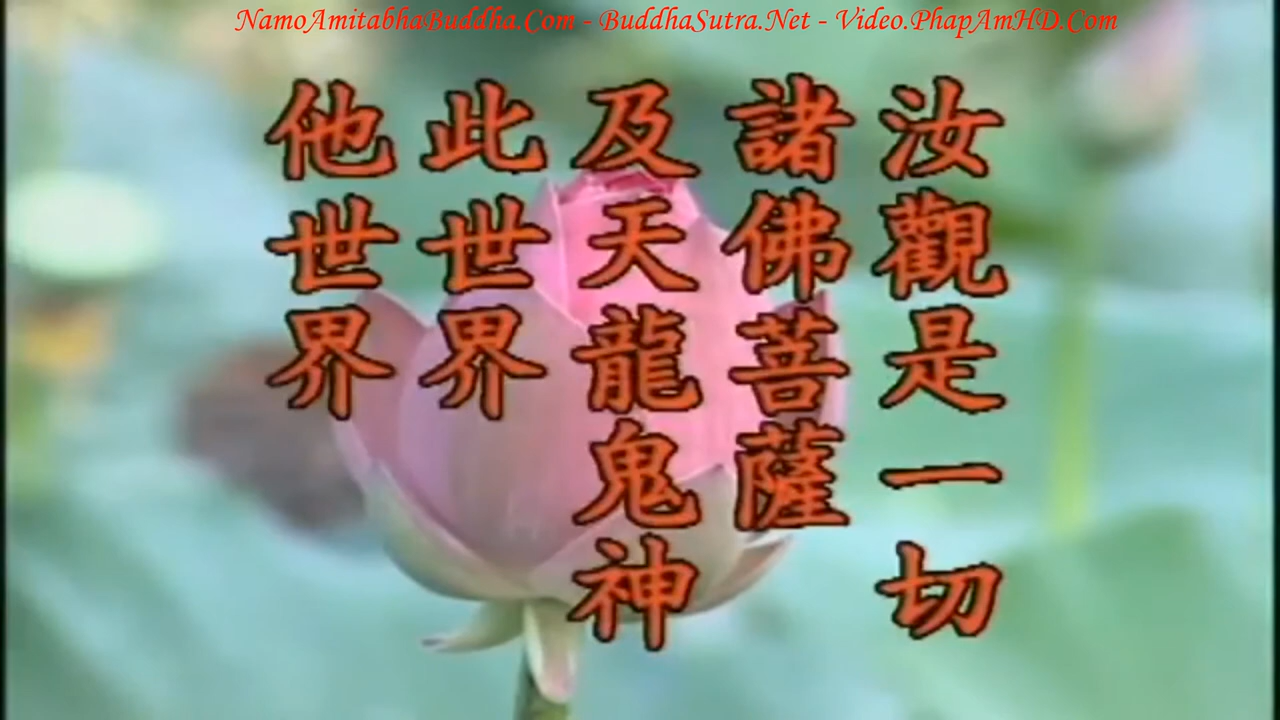 NamoAmitabhaBuddha.Com - BuddhaSutra.Net - Video.PhapAmHD.Com
汝觀是一切
諸佛菩薩
及天龍鬼神
此世界
他世界